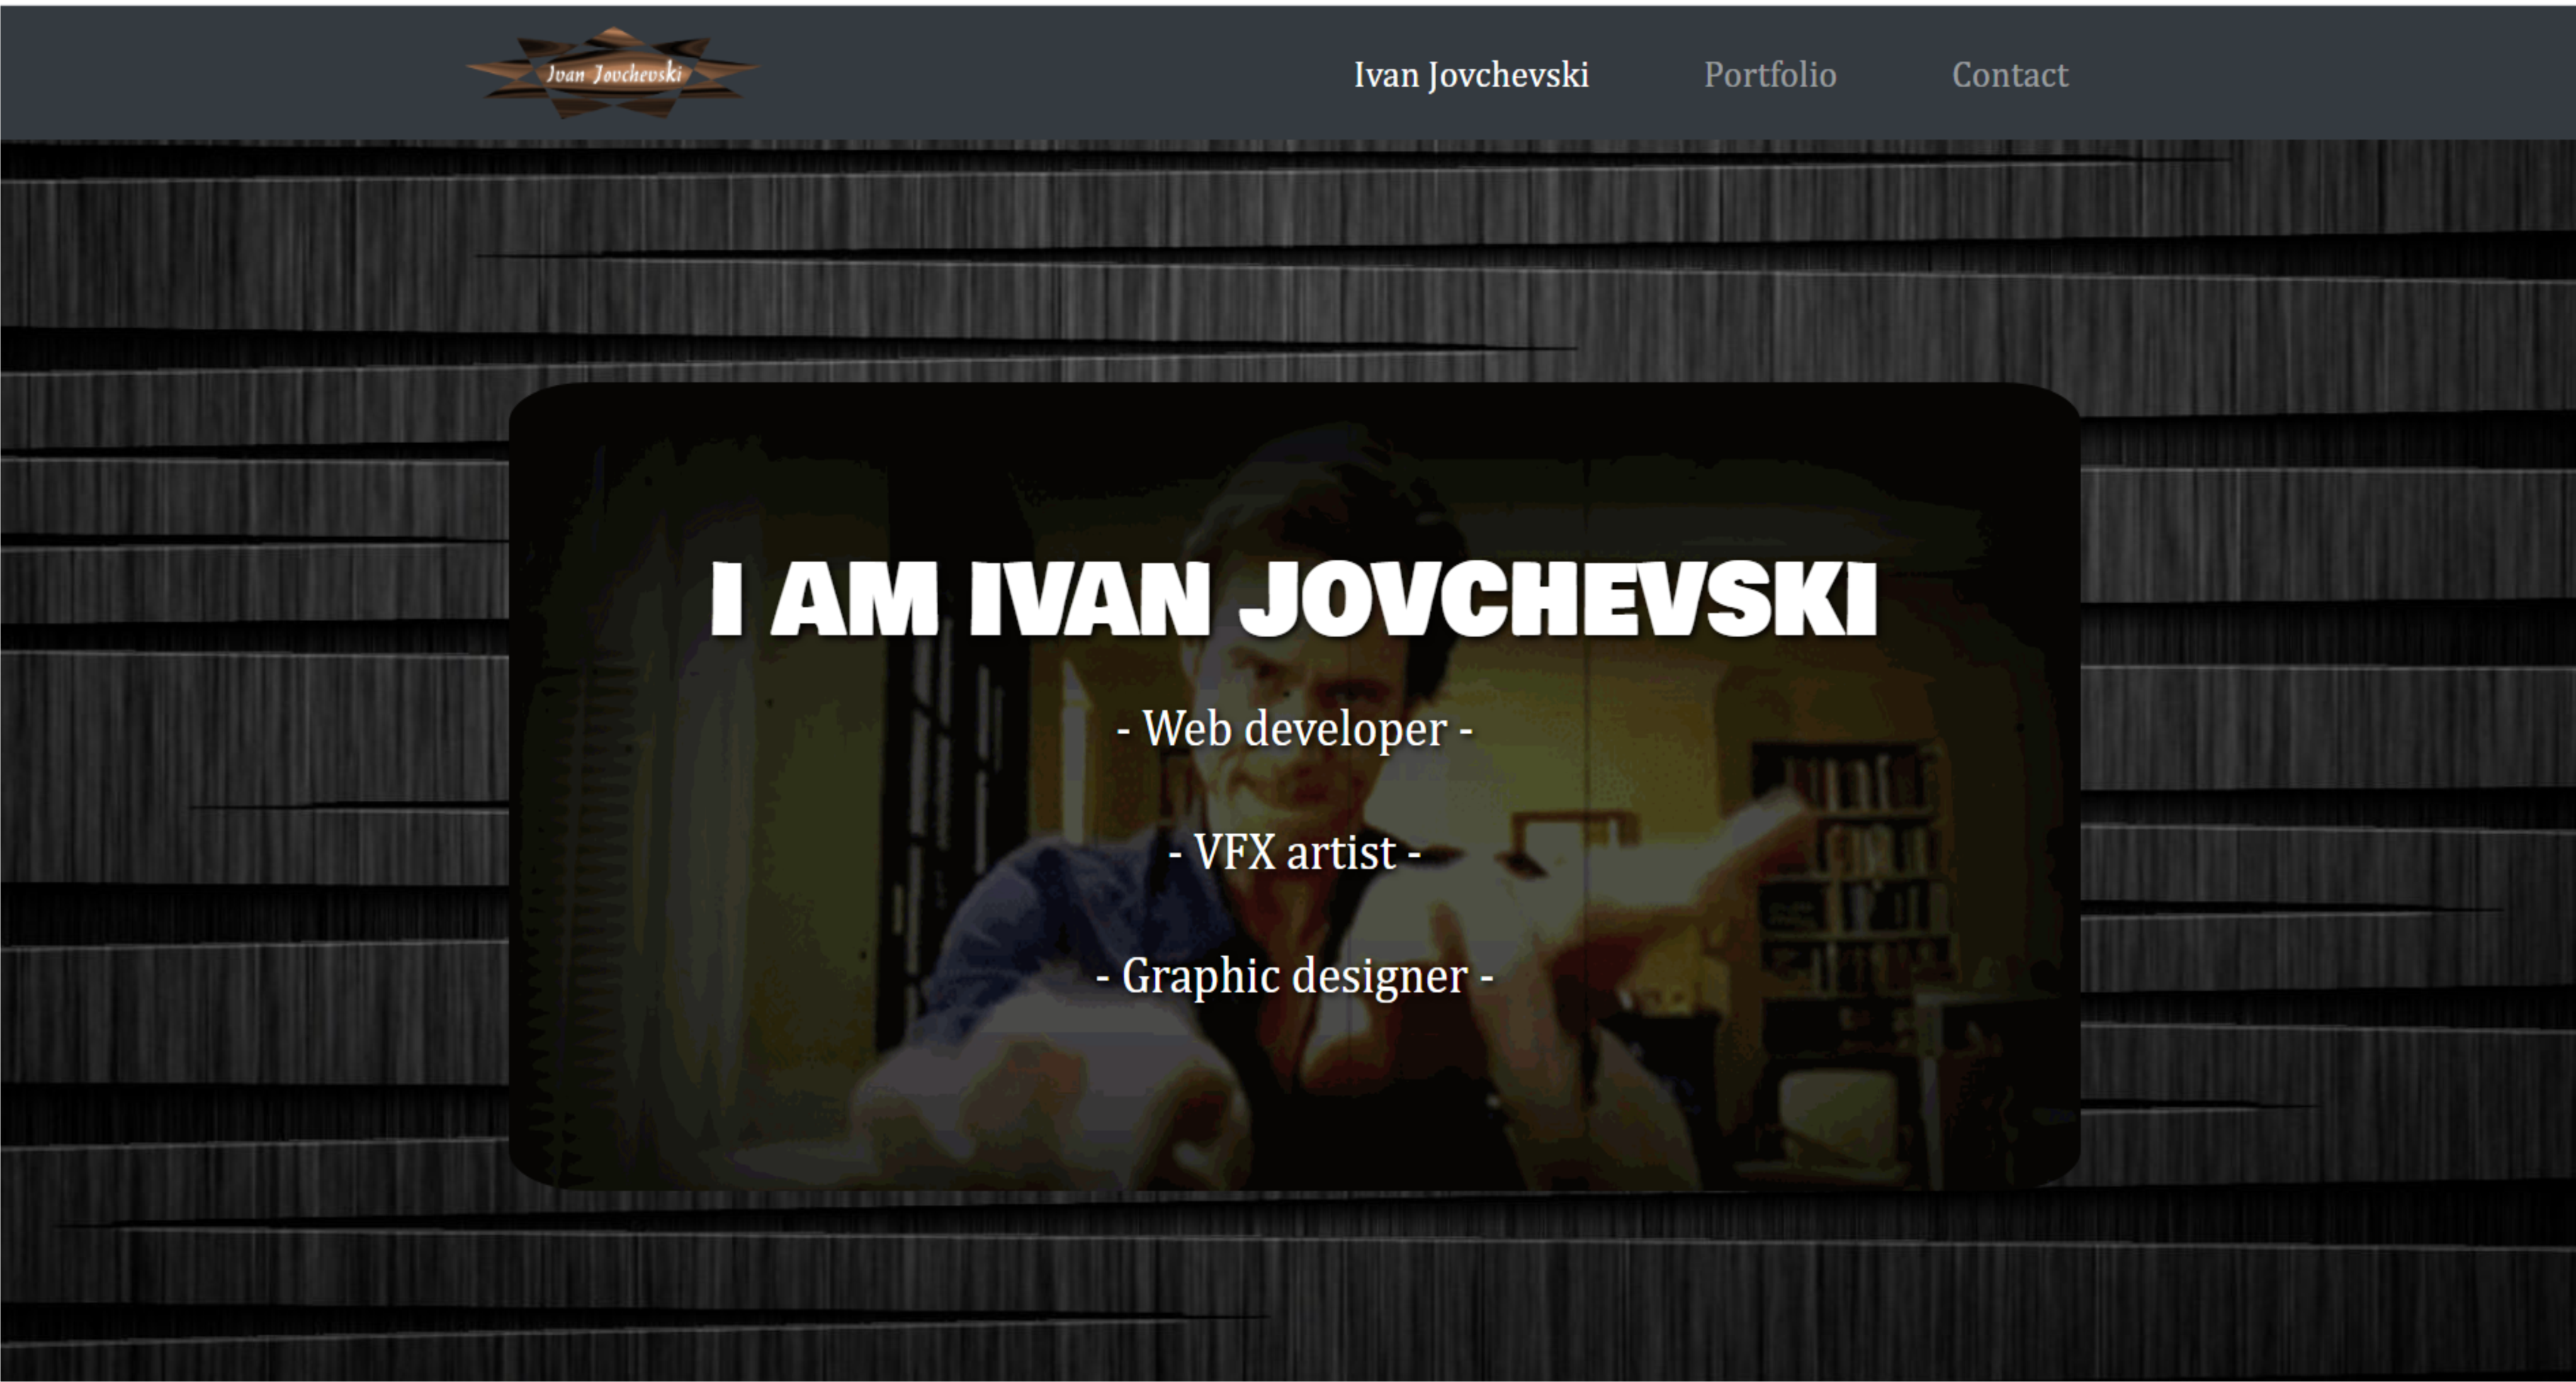 Ivan Jovchevski
Ivan Jovchevski Portfolio Contact
I AM IVAN JOVCHEVSKI
- Web developer -
- VFX artist -
- Graphic designer -